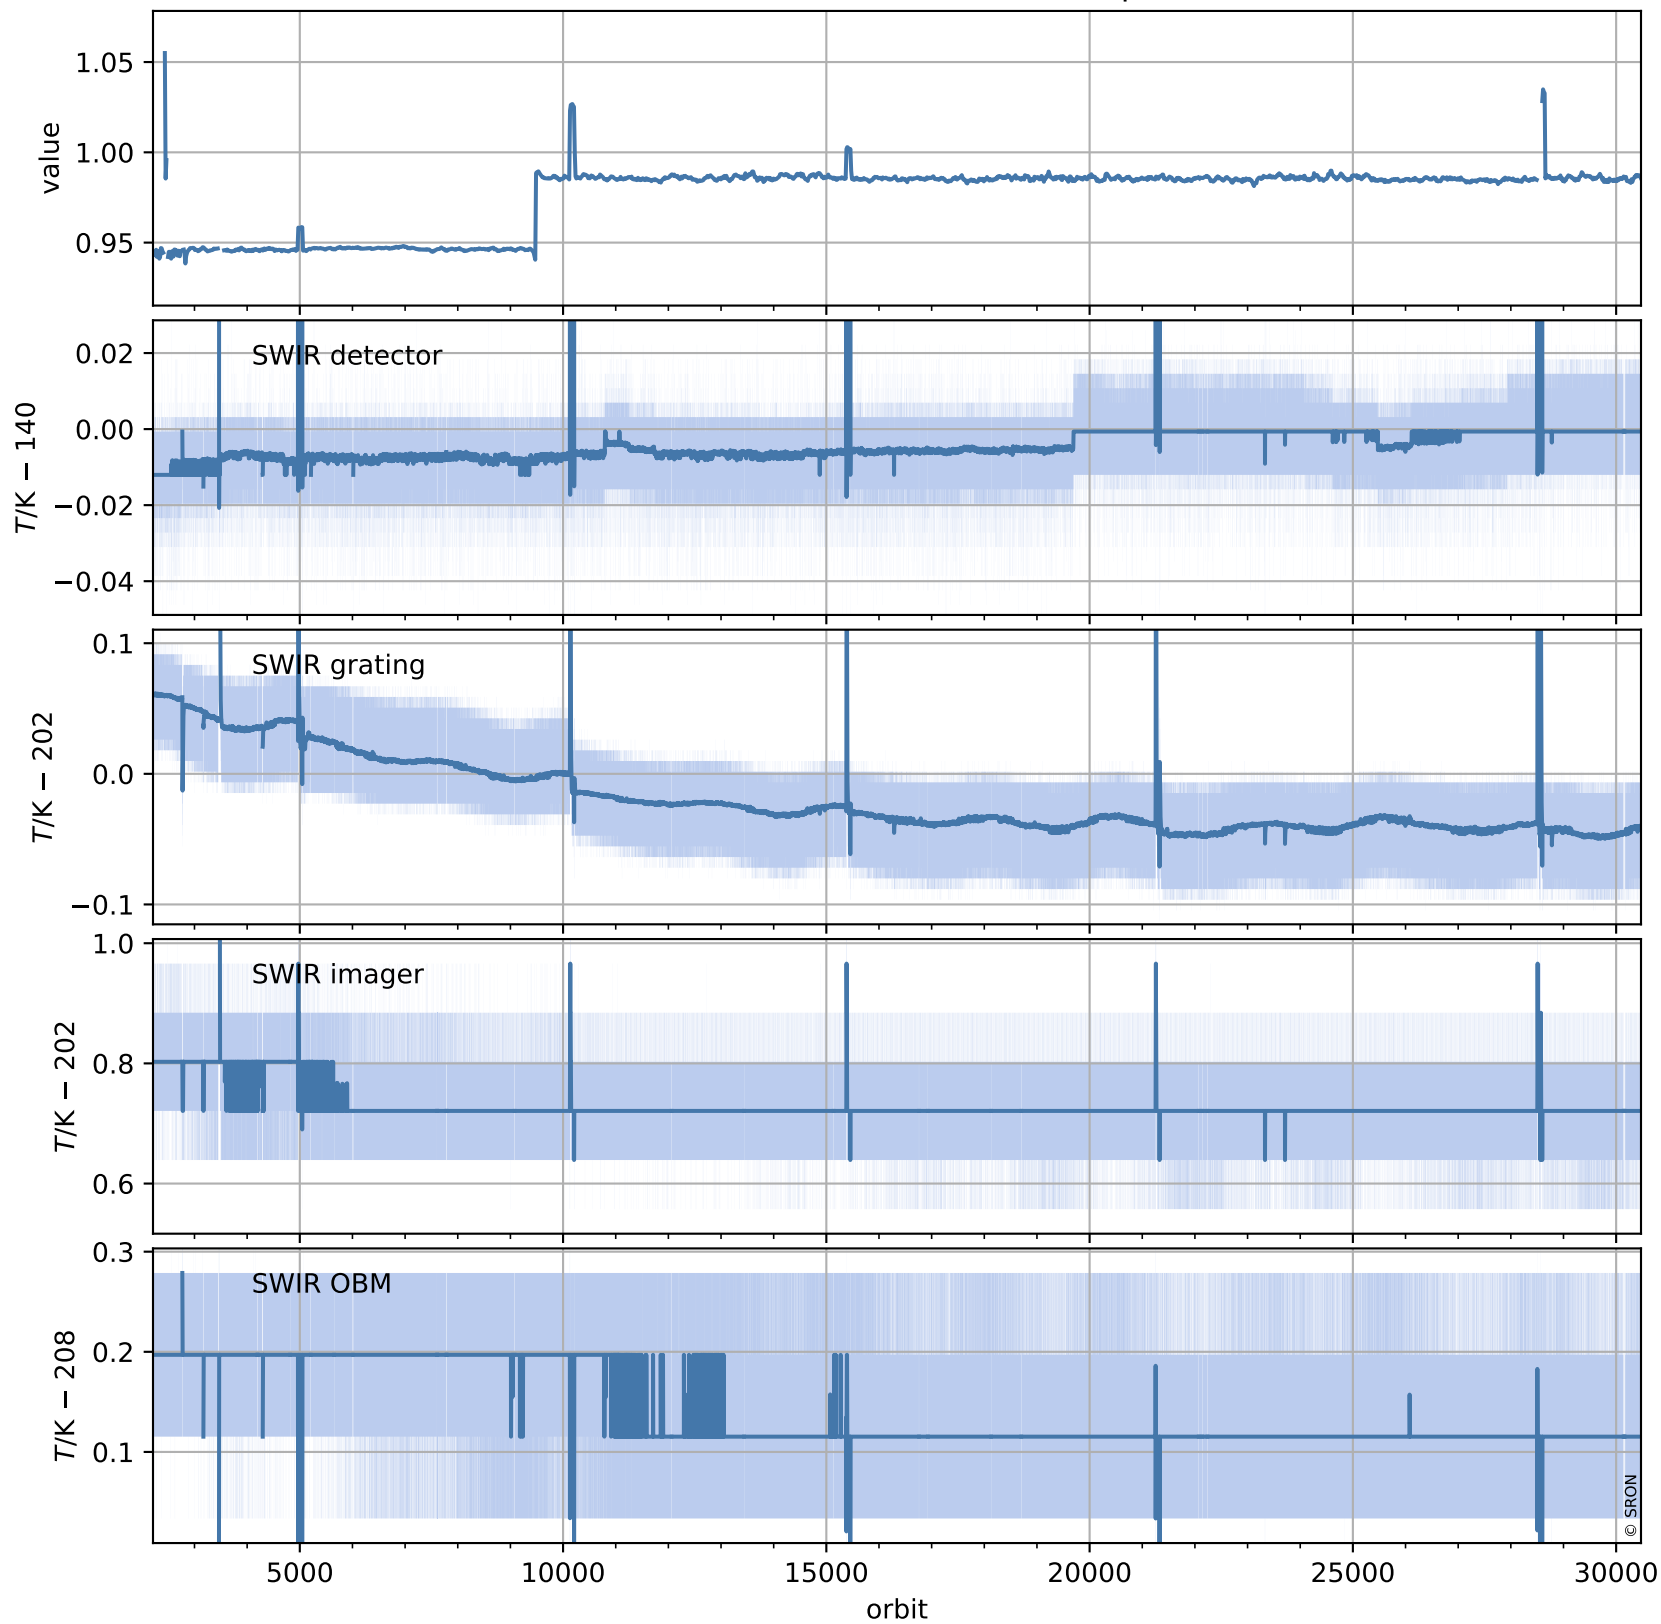 1.05
1.00
0.95
value
0.02
0.00
−0.02
−0.04
T/K − 140
SWIR detector
0.1
0.0
−0.1
T/K − 202
SWIR grating
1.0
0.8
0.6
T/K − 202
SWIR imager
0.3
0.2
0.1
T/K − 208
SWIR OBM
© SRON
5000 10000 15000 20000 25000 30000
orbit